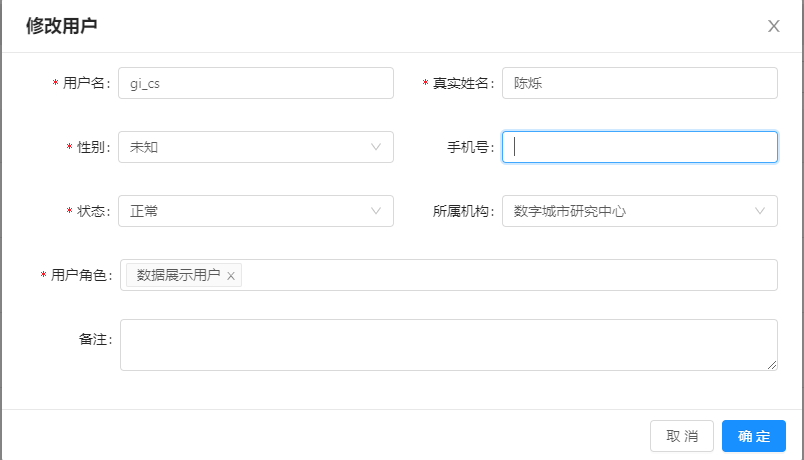 修改用户
* 用户名: gi_cs * 真实姓名: 陈烁
* 性别: 未知 手机号:
* 状态: 正常 所属机构: 数字城市研究中心
* 用户角色: 数据展示用户 x
备注:
取 消 确 定